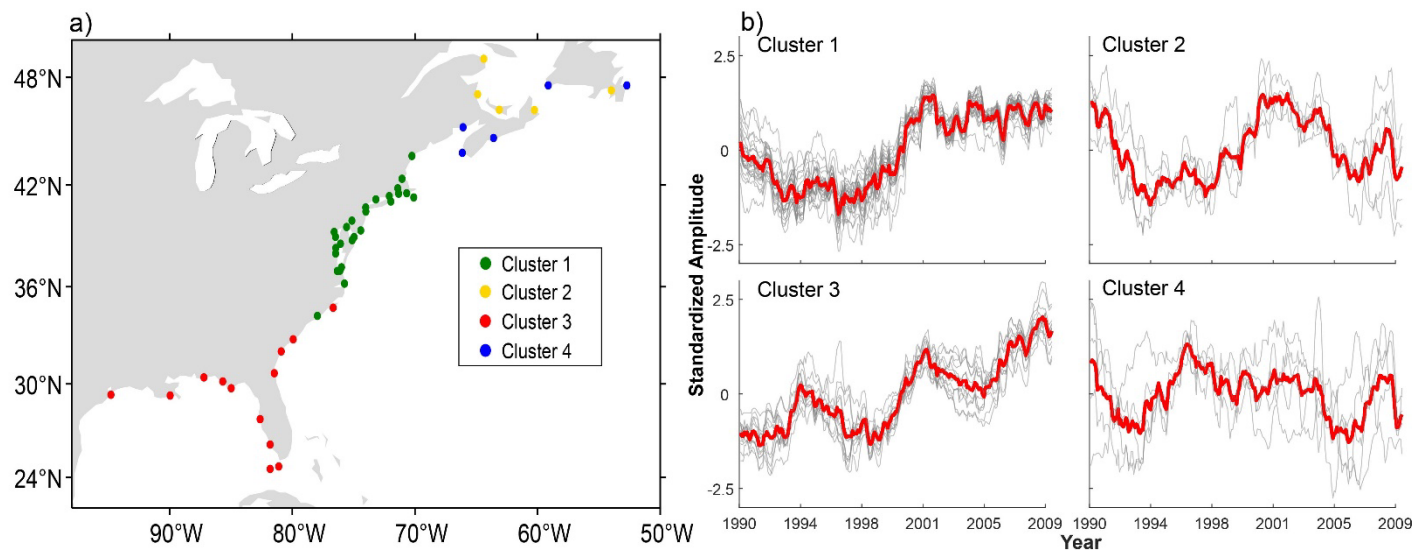 a)
48°N
42°N
36°N
30°N
24°N
90°W
80°W
70°W
60°W
50°W
Cluster 1
Cluster 2
Cluster 3
Cluster 4
b)
Standardized Amplitude
Cluster 1
2.5
0
-2.5
Cluster 2
Cluster 3
2.5
0
-2.5
1990
1994
1998
2001
2005
2009
Cluster 4
1990
1994
1998
2001
2005
2009
Year